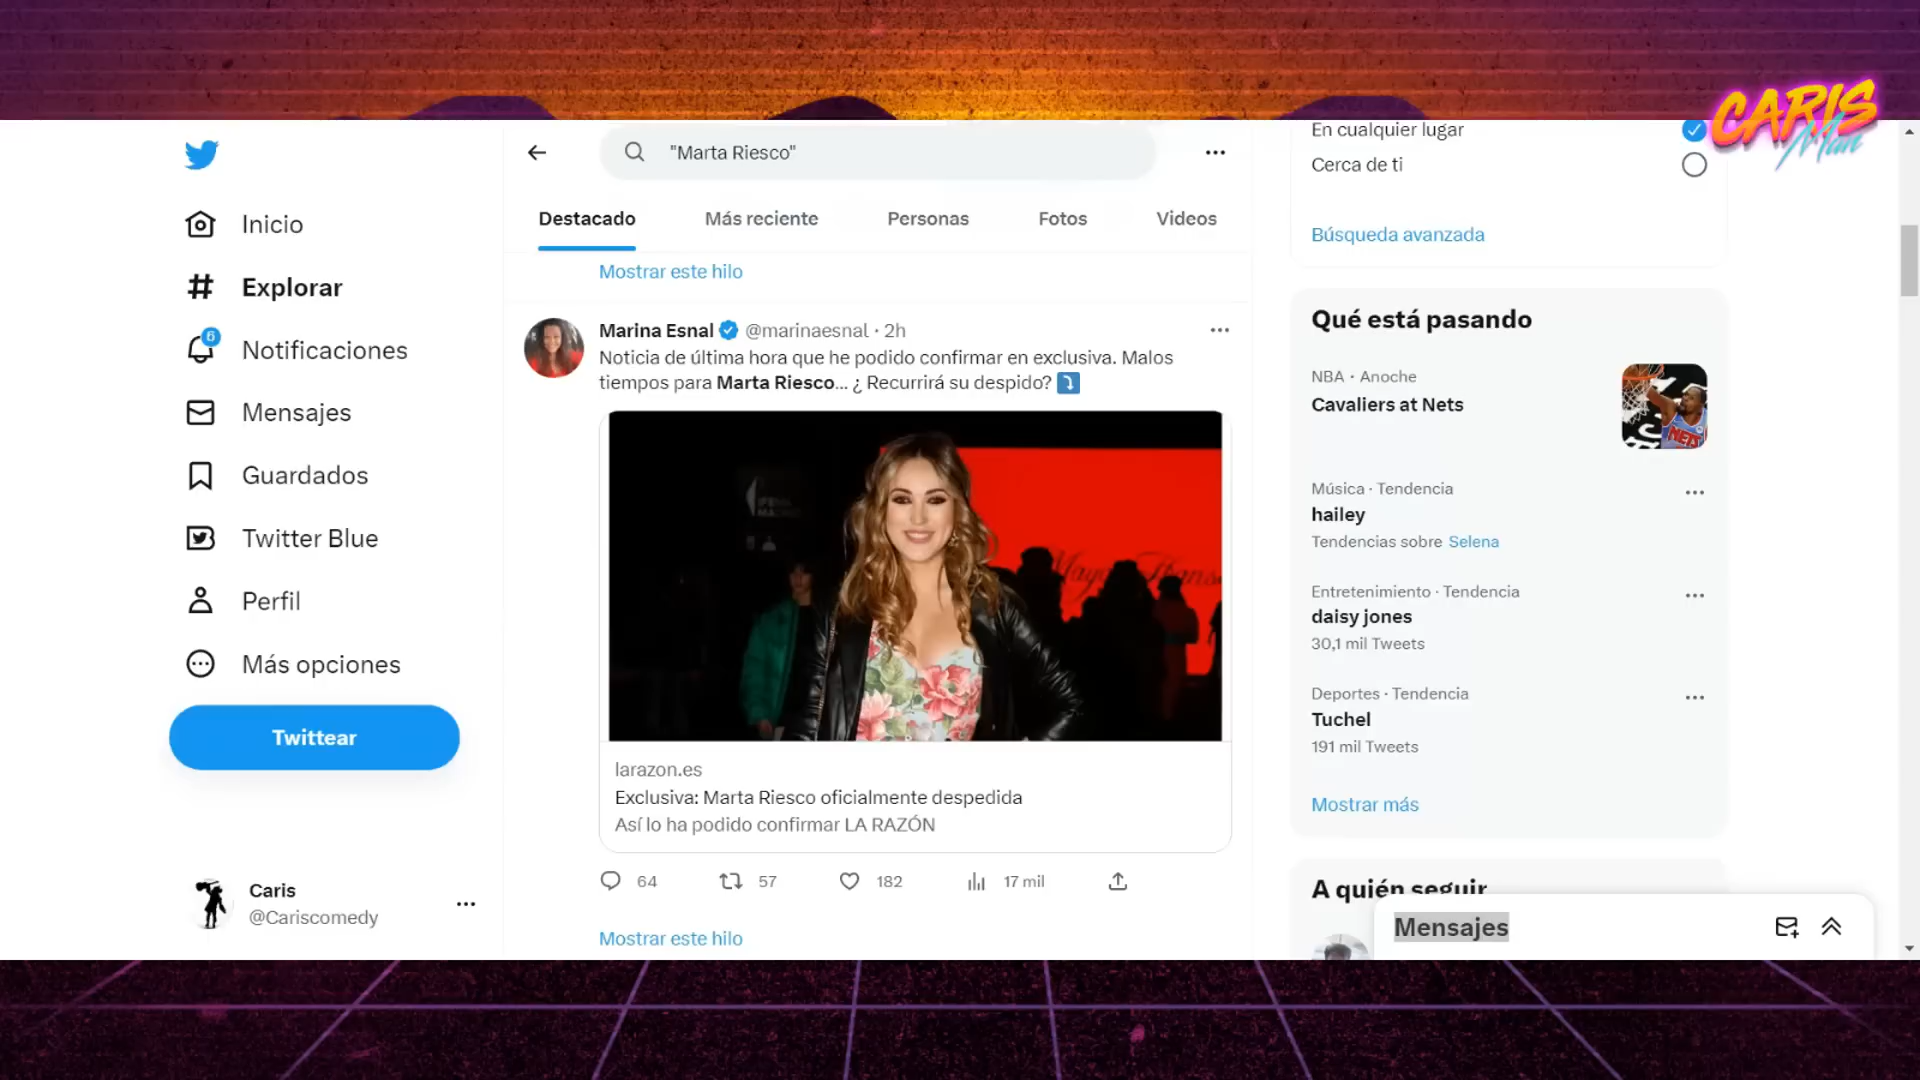 CARIS
Man
"Marta Riesco"
Destacado
Más reciente
Personas
Fotos
Videos
Inicio
Explorar
6
Notificaciones
Mensajes
Guardados
Twitter Blue
Perfil
Más opciones
Twittear
Caris
@Cariscomedy
Mostrar este hilo
Marina Esnal @marinaesnal · 2h
Noticia de última hora que he podido confirmar en exclusiva. Malos
tiempos para Marta Riesco... ¿ Recurrirá su despido?
IFEMA
MADRID
larazon.es
Exclusiva: Marta Riesco oficialmente despedida
Así lo ha podido confirmar LA RAZÓN
64
57
182
17 mil
Mostrar este hilo
En cualquier lugar
Cerca de ti
Búsqueda avanzada
Qué está pasando
NBA · Anoche
Cavaliers at Nets
NETS
Música · Tendencia
hailey
Tendencias sobre Selena
Entretenimiento · Tendencia
daisy jones
30,1 mil Tweets
Deportes · Tendencia
Tuchel
191 mil Tweets
Mostrar más
A quién seguir
Mensajes